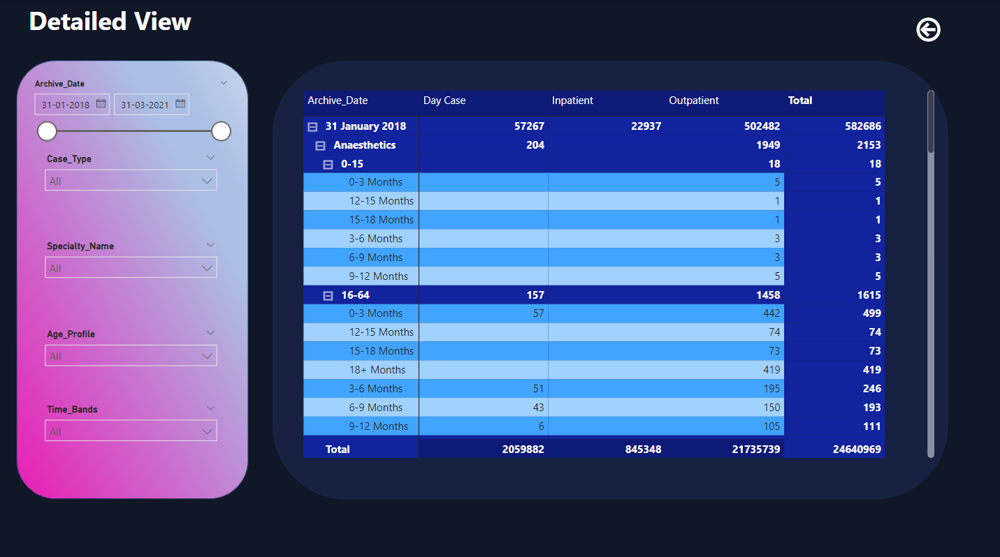 Detailed View
Archive_Date
31-01-2018 31-03-2021
Case_Type
All
Specialty_Name
All
Age_Profile
All
Time_Bands
All
Archive_Date Day Case Inpatient Outpatient Total
31 January 2018 57267 22937 502482 582686
Anaesthetics 204 1949 2153
0-15 18 18
0-3 Months 5 5
12-15 Months 1 1
15-18 Months 1 1
3-6 Months 3 3
6-9 Months 3 3
9-12 Months 5 5
16-64 157 1458 1615
0-3 Months 57 442 499
12-15 Months 74 74
15-18 Months 73 73
18+ Months 419 419
3-6 Months 51 195 246
6-9 Months 43 150 193
9-12 Months 6 105 111
Total 2059882 845348 21735739 24640969